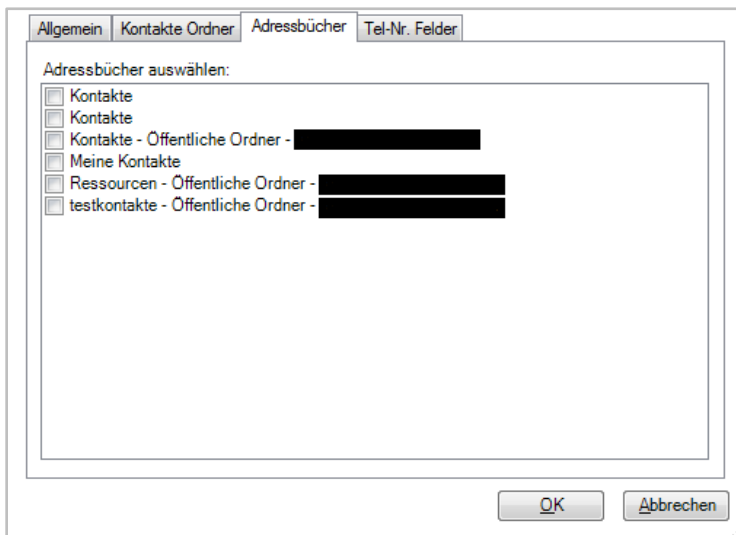 Allgemein Kontakte Ordner Adressbücher Tel-Nr. Felder
Adressbücher auswählen:
Kontakte
Kontakte
Kontakte - Öffentliche Ordner -
Meine Kontakte
Ressourcen - Öffentliche Ordner -
testkontakte - Öffentliche Ordner -
OK Abbrechen